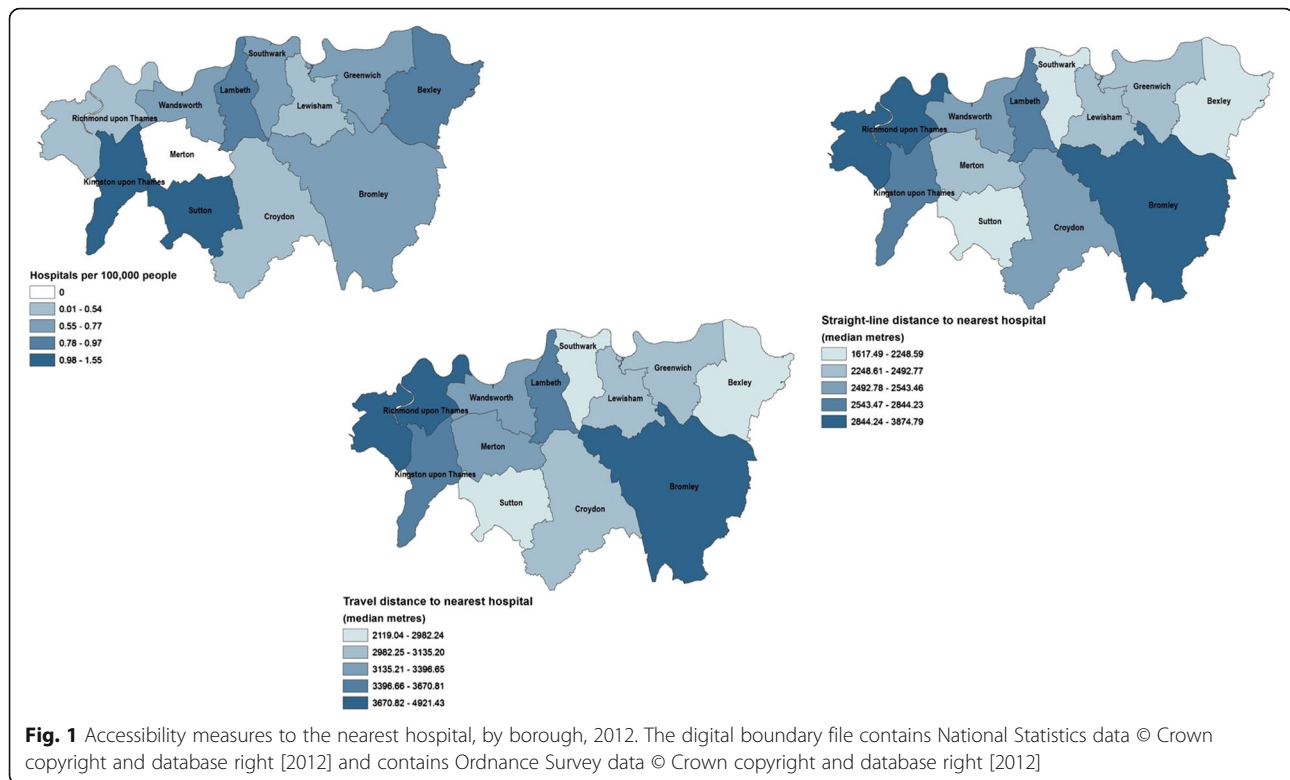 Southwark
Greenwich
Bexley
Lambeth
Wandsworth
Lewisham
Richmond upon Thames
Merton
Kingston upon Thames
Sutton
Croydon
Bromley
Hospitals per 100,000 people
0
0.01 - 0.54
0.55 - 0.77
0.78 - 0.97
0.98 - 1.55
Southwark
Greenwich
Bexley
Lambeth
Wandsworth
Lewisham
Richmond upon Thames
Merton
Kingston upon Thames
Bromley
Sutton
Croydon
Straight-line distance to nearest hospital
(median metres)
1617.49 - 2248.59
2248.61 - 2492.77
2492.78 - 2543.46
2543.47 - 2844.23
2844.24 - 3874.79
Southwark
Greenwich
Bexley
Lambeth
Wandsworth
Lewisham
Richmond upon Thames
Merton
Kingston upon Thames
Bromley
Sutton
Croydon
Travel distance to nearest hospital
(median metres)
2119.04 - 2982.24
2982.25 - 3135.20
3135.21 - 3396.65
3396.66 - 3670.81
3670.82 - 4921.43
Fig. 1 Accessibility measures to the nearest hospital, by borough, 2012. The digital boundary file contains National Statistics data © Crown
copyright and database right [2012] and contains Ordnance Survey data © Crown copyright and database right [2012]